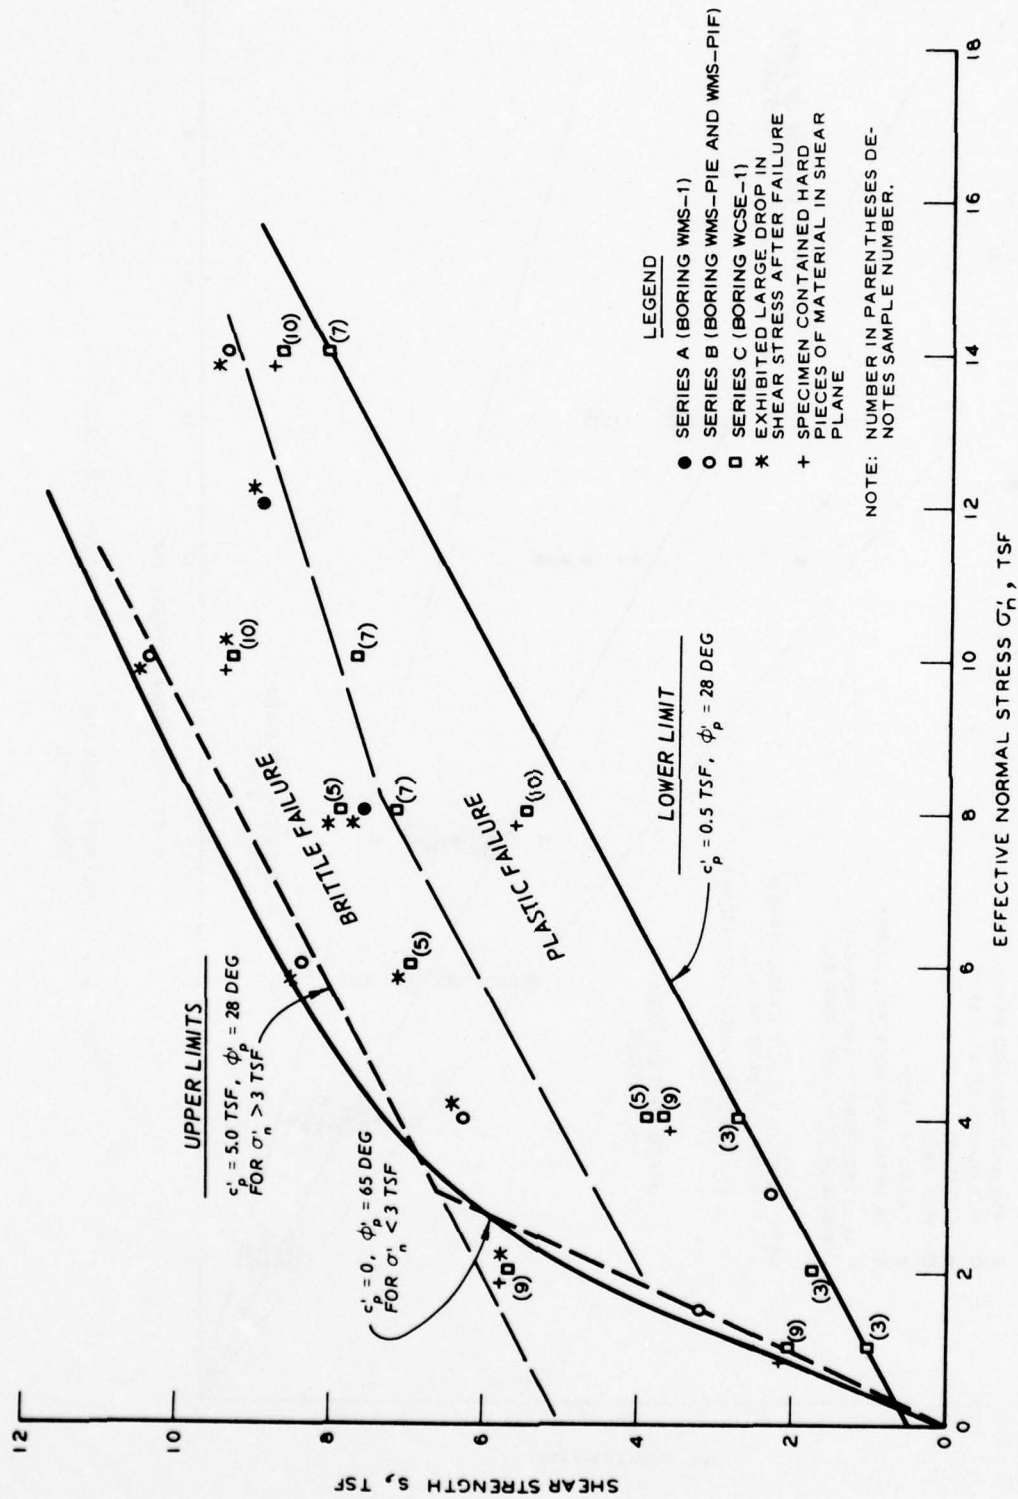 12
10
8
6
4
2
0
SHEAR STRENGTH s, TSF
0
2
4
6
8
10
12
14
16
18
EFFECTIVE NORMAL STRESS σ'n, TSF
UPPER LIMITS
c'p = 5.0 TSF, ϕ'p = 28 DEG
FOR σ'n > 3 TSF
c'p = 0, ϕ'p = 65 DEG
FOR σ'n < 3 TSF
BRITTLE FAILURE
PLASTIC FAILURE
LOWER LIMIT
c'p = 0.5 TSF, ϕ'p = 28 DEG
(9)
(3)
(3)
(9)
(3)
(5)
(9)
(5)
(5)
(7)
(10)
(10)
(7)
(10)
(7)
LEGEND
● SERIES A (BORING WMS-1)
○ SERIES B (BORING WMS-PIE AND WMS-PIF)
□ SERIES C (BORING WCSE-1)
* EXHIBITED LARGE DROP IN
SHEAR STRESS AFTER FAILURE
+ SPECIMEN CONTAINED HARD
PIECES OF MATERIAL IN SHEAR
PLANE
NOTE: NUMBER IN PARENTHESES DE-
NOTES SAMPLE NUMBER.